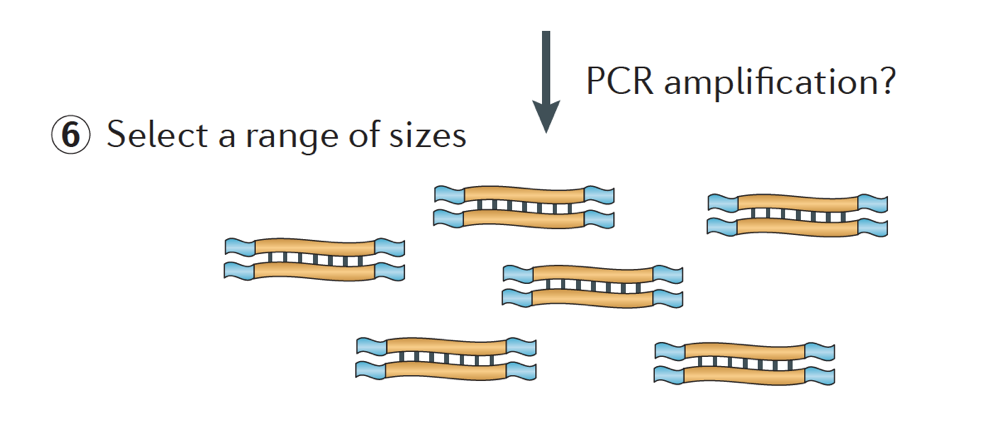 PCR amplification?
⑥ Select a range of sizes